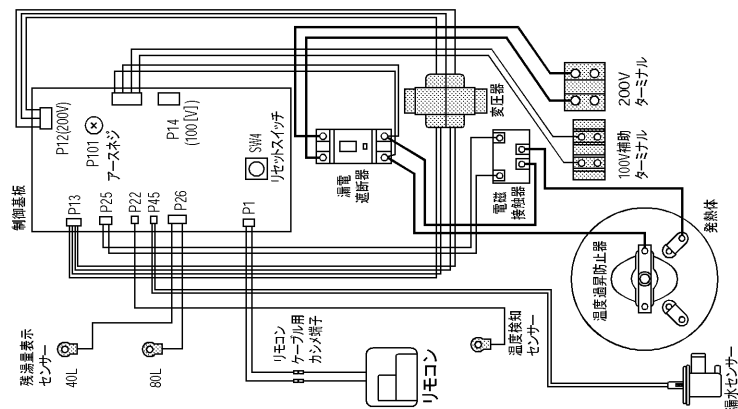 制御基板
P12(200V)
P101
アースネジ
P14
(100[V])
SW4
リセットスイッチ
P13
P25
P22
P45
P26
P1
漏電
遮断器
変圧器
電磁
接触器
200V
ターミナル
100V補助
ターミナル
発熱体
温度過昇防止器
残湯量表示
センサー
40L
80L
リモコン
ケーブル用
カシメ端子
リモコン
温度検知
センサー
漏水センサー